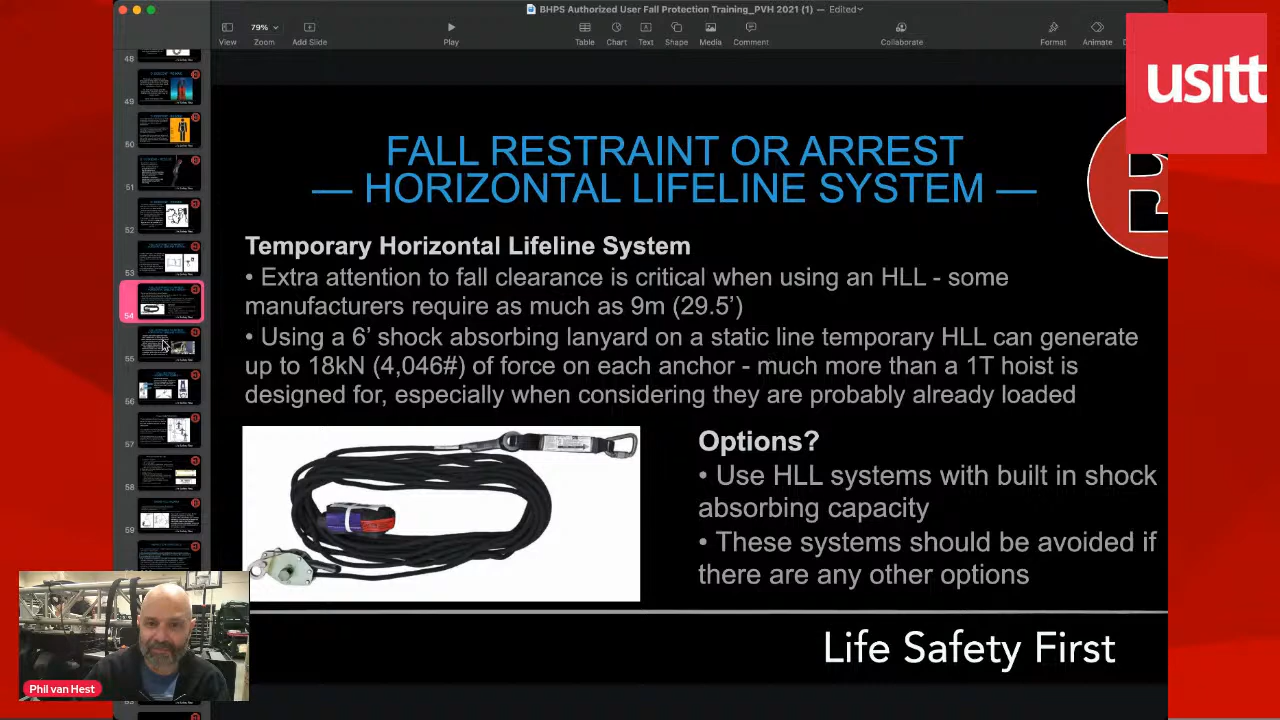 BHPS Authorized User Fall Protection Training_PVH 2021 (1) — Edited
79%
View
Zoom
Add Slide
Play
Table
Chart
Text
Shape
Media
Comment
Collaborate
Format
Animate
usitt
48
49
50
51
52
53
54
55
56
57
58
59
FALL RESTRAINT OR ARREST
— HORIZONTAL LIFELINE SYSTEM —
Temporary Horizontal Lifeline System
• Extra attention to fall clearance is critical when using an HLL - some
manufacturers require as much as 9m (29.5’)
• Using a 6’ shock absorbing lanyard on a static line temporary HLL can generate
up to 18kN (4,046#) of force on each anchor - much more than a 1T hoist is
designed for, especially when considering they are probably already loaded
Options?
• Use HLL systems with built in shock
absorbing capacity
• These systems should beavoided if
there are any other options
Life Safety First
Phil van Hest